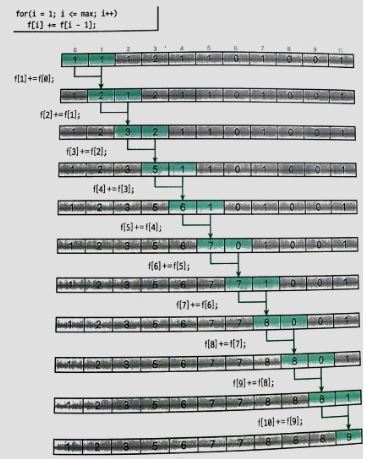 for(i = 1; i <= max; i++)
f[i] += f[i - 1];
0 1 2 3 4 5 6 7 8 9 10
1 1 1 2 1 1 0 1 0 0 1
f[1]+=f[0];
1 2 1 2 1 1 0 1 0 0 1
f[2]+=f[1];
1 2 3 2 1 1 0 1 0 0 1
f[3]+=f[2];
1 2 3 5 1 1 0 1 0 0 1
f[4]+=f[3];
1 2 3 5 6 1 0 1 0 0 1
f[5]+=f[4];
1 2 3 5 6 7 0 1 0 0 1
f[6]+=f[5];
1 2 3 5 6 7 7 1 0 0 1
f[7]+=f[6];
1 2 3 5 6 7 7 8 0 0 1
f[8]+=f[7];
1 2 3 5 6 7 7 8 8 0 1
f[9]+=f[8];
1 2 3 5 6 7 7 8 8 8 1
f[10]+=f[9];
1 2 3 5 6 7 7 8 8 8 9